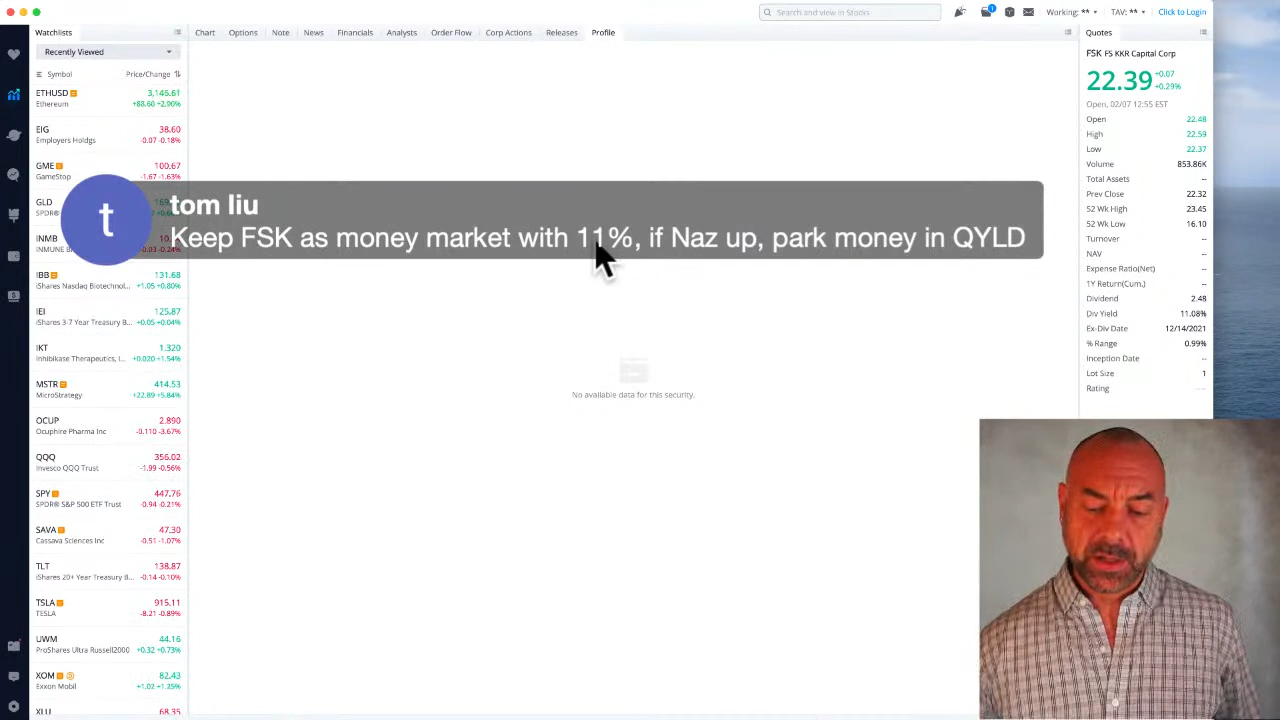 Search and view in Stocks
1
Working: **
TAV: **
Click to Login
Watchlists
Chart
Options
Note
News
Financials
Analysts
Order Flow
Corp Actions
Releases
Profile
Quotes
Recently Viewed
Symbol
Price/Change
ETHUSD 3,146.61
Ethereum +88.60 +2.90%
EIG 38.60
Employers Holdgs -0.07 -0.18%
GME 100.67
GameStop -1.67 -1.63%
GLD
SPDR®
t
tom liu
Keep FSK as money market with 11%, if Naz up, park money in QYLD
INMB
INMUNE
IBB 131.68
iShares Nasdaq Biotechnol... +1.05 +0.80%
IEI 125.87
iShares 3-7 Year Treasury B... +0.05 +0.04%
IKT 1.320
Inhibikase Therapeutics, I... +0.020 +1.54%
MSTR 414.53
MicroStrategy +22.89 +5.84%
OCUP 2.890
Ocuphire Pharma Inc -0.110 -3.67%
QQQ 356.02
Invesco QQQ Trust -1.99 -0.56%
SPY 447.76
SPDR® S&P 500 ETF Trust -0.94 -0.21%
SAVA 47.30
Cassava Sciences Inc -0.51 -1.07%
TLT 138.87
iShares 20+ Year Treasury B... -0.14 -0.10%
TSLA 915.11
TESLA -8.21 -0.89%
UWM 44.16
ProShares Ultra Russell2000 +0.32 +0.73%
XOM 82.43
Exxon Mobil +1.02 +1.25%
XLU 68.35
No available data for this security.
FSK FS KKR Capital Corp
22.39 +0.07
+0.29%
Open, 02/07 12:55 EST
Open 22.48
High 22.59
Low 22.37
Volume 853.86K
Total Assets --
Prev Close 22.32
52 Wk High 23.45
52 Wk Low 16.10
Turnover --
NAV --
Expense Ratio(Net) --
1Y Return(Cum.) --
Dividend 2.48
Div Yield 11.08%
Ex-Div Date 12/14/2021
% Range 0.99%
Inception Date --
Lot Size 1
Rating ---